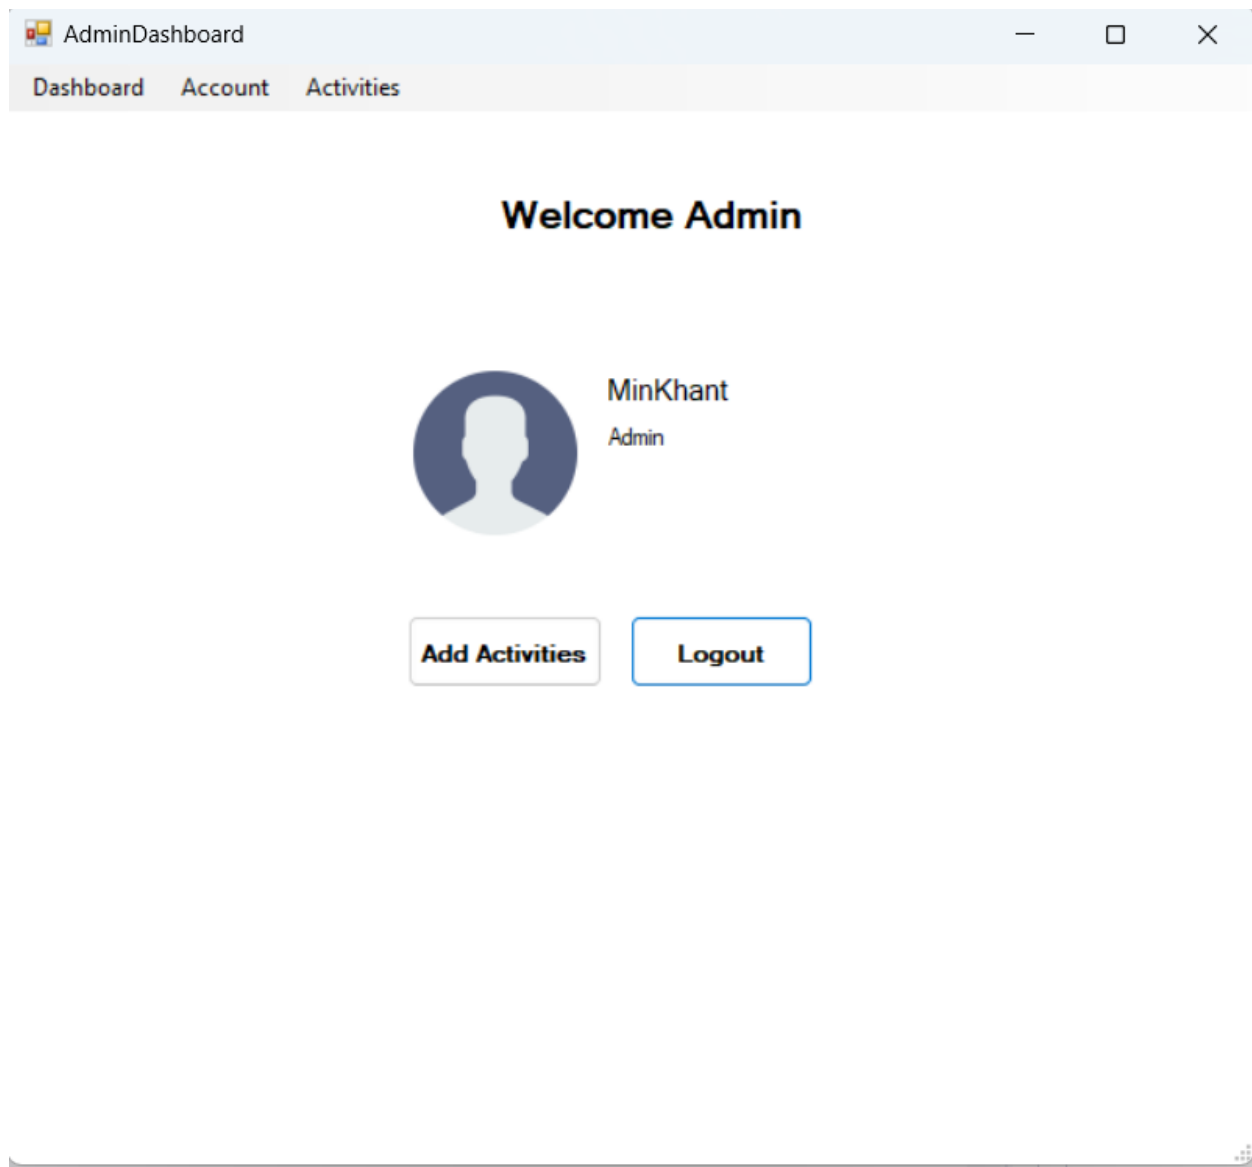 AdminDashboard
Dashboard Account Activities
Welcome Admin
MinKhant
Admin
Add Activities Logout